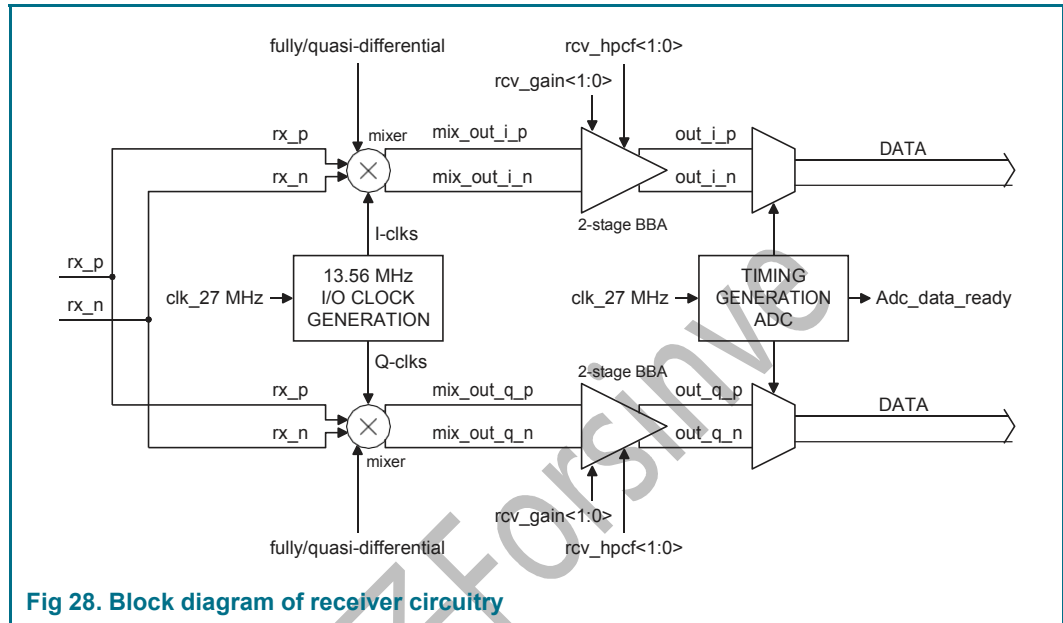 fully/quasi-differential
rcv_hpcf<1:0>
rcv_gain<1:0>
rx_p
mixer
mix_out_i_p
out_i_p
DATA
rx_n
mix_out_i_n
out_i_n
2-stage BBA
I-clks
rx_p
rx_n
clk_27 MHz
13.56 MHz
I/O CLOCK
GENERATION
clk_27 MHz
TIMING
GENERATION
ADC
Adc_data_ready
Q-clks
2-stage BBA
rx_p
mix_out_q_p
out_q_p
DATA
rx_n
mix_out_q_n
out_q_n
mixer
rcv_gain<1:0>
fully/quasi-differential
rcv_hpcf<1:0>
Fig 28. Block diagram of receiver circuitry